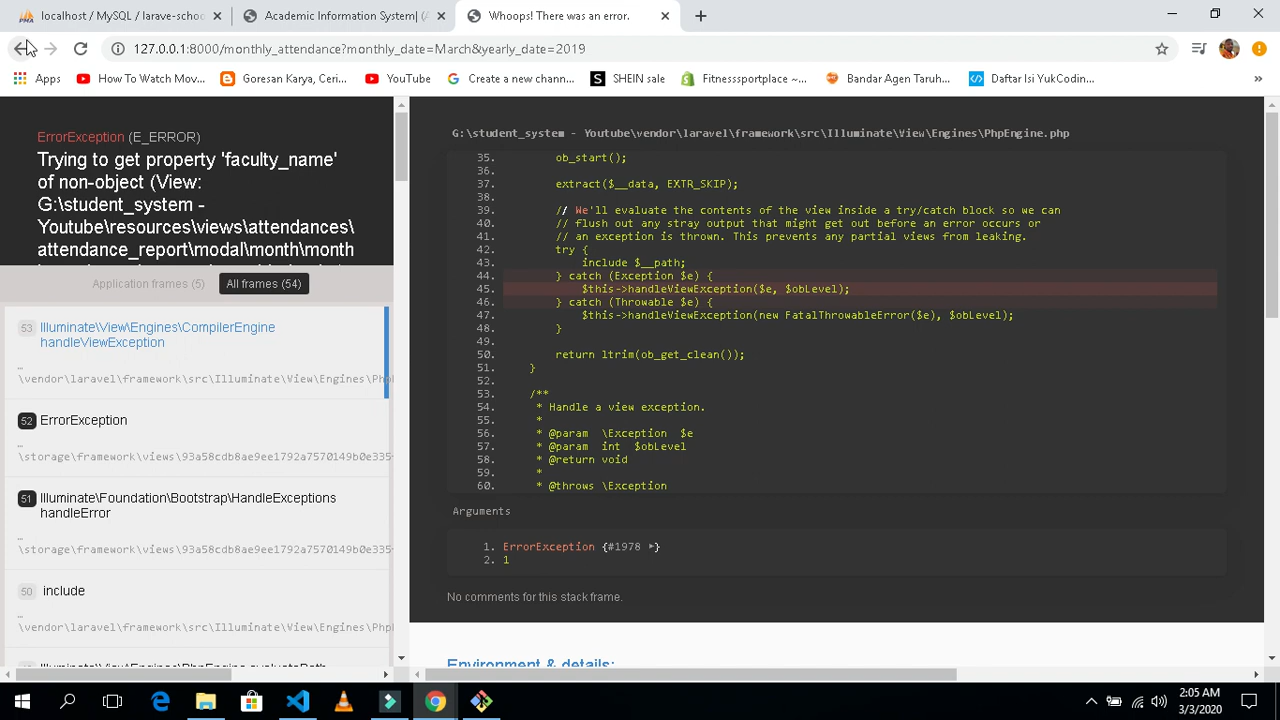 localhost / MySQL / larave-schoo
Academic Information System| (A
Whoops! There was an error.
127.0.0.1:8000/monthly_attendance?monthly_date=March&yearly_date=2019
Apps
How To Watch Mov...
Goresan Karya, Ceri...
YouTube
Create a new chann...
SHEIN sale
Fitnesssportplace ~...
Bandar Agen Taruh...
Daftar Isi YukCodin...
»
ErrorException (E_ERROR)
Trying to get property 'faculty_name'
of non-object (View:
G:\student_system -
Youtube\resources\views\attendances\
attendance_report\modal\month\month
Application frames (5)
All frames (54)
53 Illuminate\View\Engines\CompilerEngine
handleViewException
…
\vendor\laravel\framework\src\Illuminate\View\Engines\Ph
52 ErrorException
…
\storage\framework\views\93a58cdb8ae9ee1792a7570149b0e335
51 Illuminate\Foundation\Bootstrap\HandleExceptions
handleError
…
\storage\framework\views\93a58cdb8ae9ee1792a7570149b0e335
50 include
…
\vendor\laravel\framework\src\Illuminate\View\Engines\Ph
G:\student_system - Youtube\vendor\laravel\framework\src\Illuminate\View\Engines\PhpEngine.php
35. ob_start();
36.
37. extract($__data, EXTR_SKIP);
38.
39. // We'll evaluate the contents of the view inside a try/catch block so we can
40. // flush out any stray output that might get out before an error occurs or
41. // an exception is thrown. This prevents any partial views from leaking.
42. try {
43. include $__path;
44. } catch (Exception $e) {
45. $this->handleViewException($e, $obLevel);
46. } catch (Throwable $e) {
47. $this->handleViewException(new FatalThrowableError($e), $obLevel);
48. }
49.
50. return ltrim(ob_get_clean());
51. }
52.
53. /**
54. * Handle a view exception.
55. *
56. * @param \Exception $e
57. * @param int $obLevel
58. * @return void
59. *
60. * @throws \Exception
Arguments
1. ErrorException {#1978 ▸}
2. 1
No comments for this stack frame.
Environment & details:
2:05 AM
3/3/2020